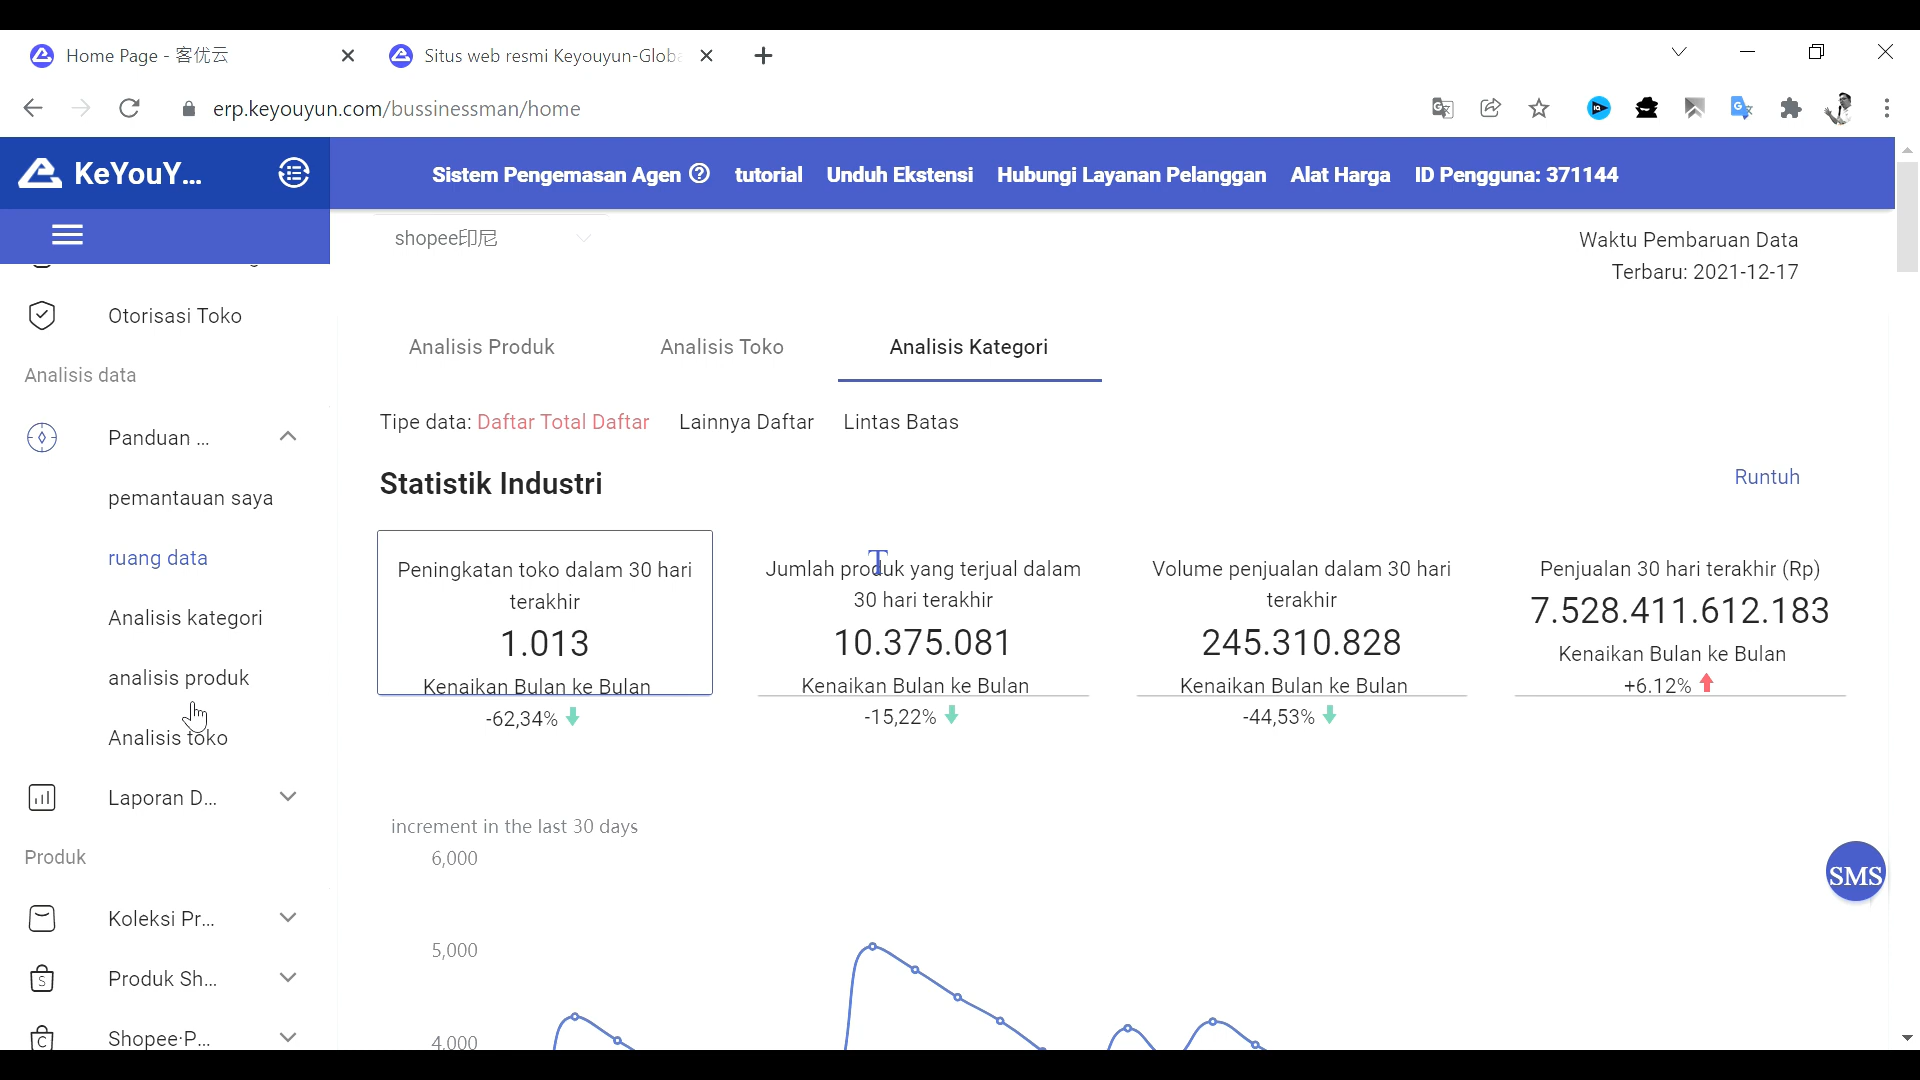 Home Page - 客优云
Situs web resmi Keyouyun-Glob
erp.keyouyun.com/bussinessman/home
KeYouY...
Sistem Pengemasan Agen
tutorial
Unduh Ekstensi
Hubungi Layanan Pelanggan
Alat Harga
ID Pengguna: 371144
Otorisasi Toko
Analisis data
Panduan ...
pemantauan saya
ruang data
Analisis kategori
analisis produk
Analisis toko
Laporan D...
Produk
Koleksi Pr...
Produk Sh...
Shopee·P...
shopee印尼
Waktu Pembaruan Data
Terbaru: 2021-12-17
Analisis Produk
Analisis Toko
Analisis Kategori
Tipe data: Daftar Total Daftar Lainnya Daftar Lintas Batas
Statistik Industri
Runtuh
Peningkatan toko dalam 30 hari
terakhir
1.013
Kenaikan Bulan ke Bulan
-62,34%
Jumlah produk yang terjual dalam
30 hari terakhir
10.375.081
Kenaikan Bulan ke Bulan
-15,22%
Volume penjualan dalam 30 hari
terakhir
245.310.828
Kenaikan Bulan ke Bulan
-44,53%
Penjualan 30 hari terakhir (Rp)
7.528.411.612.183
Kenaikan Bulan ke Bulan
+6.12%
increment in the last 30 days
6,000
5,000
4,000
SMS